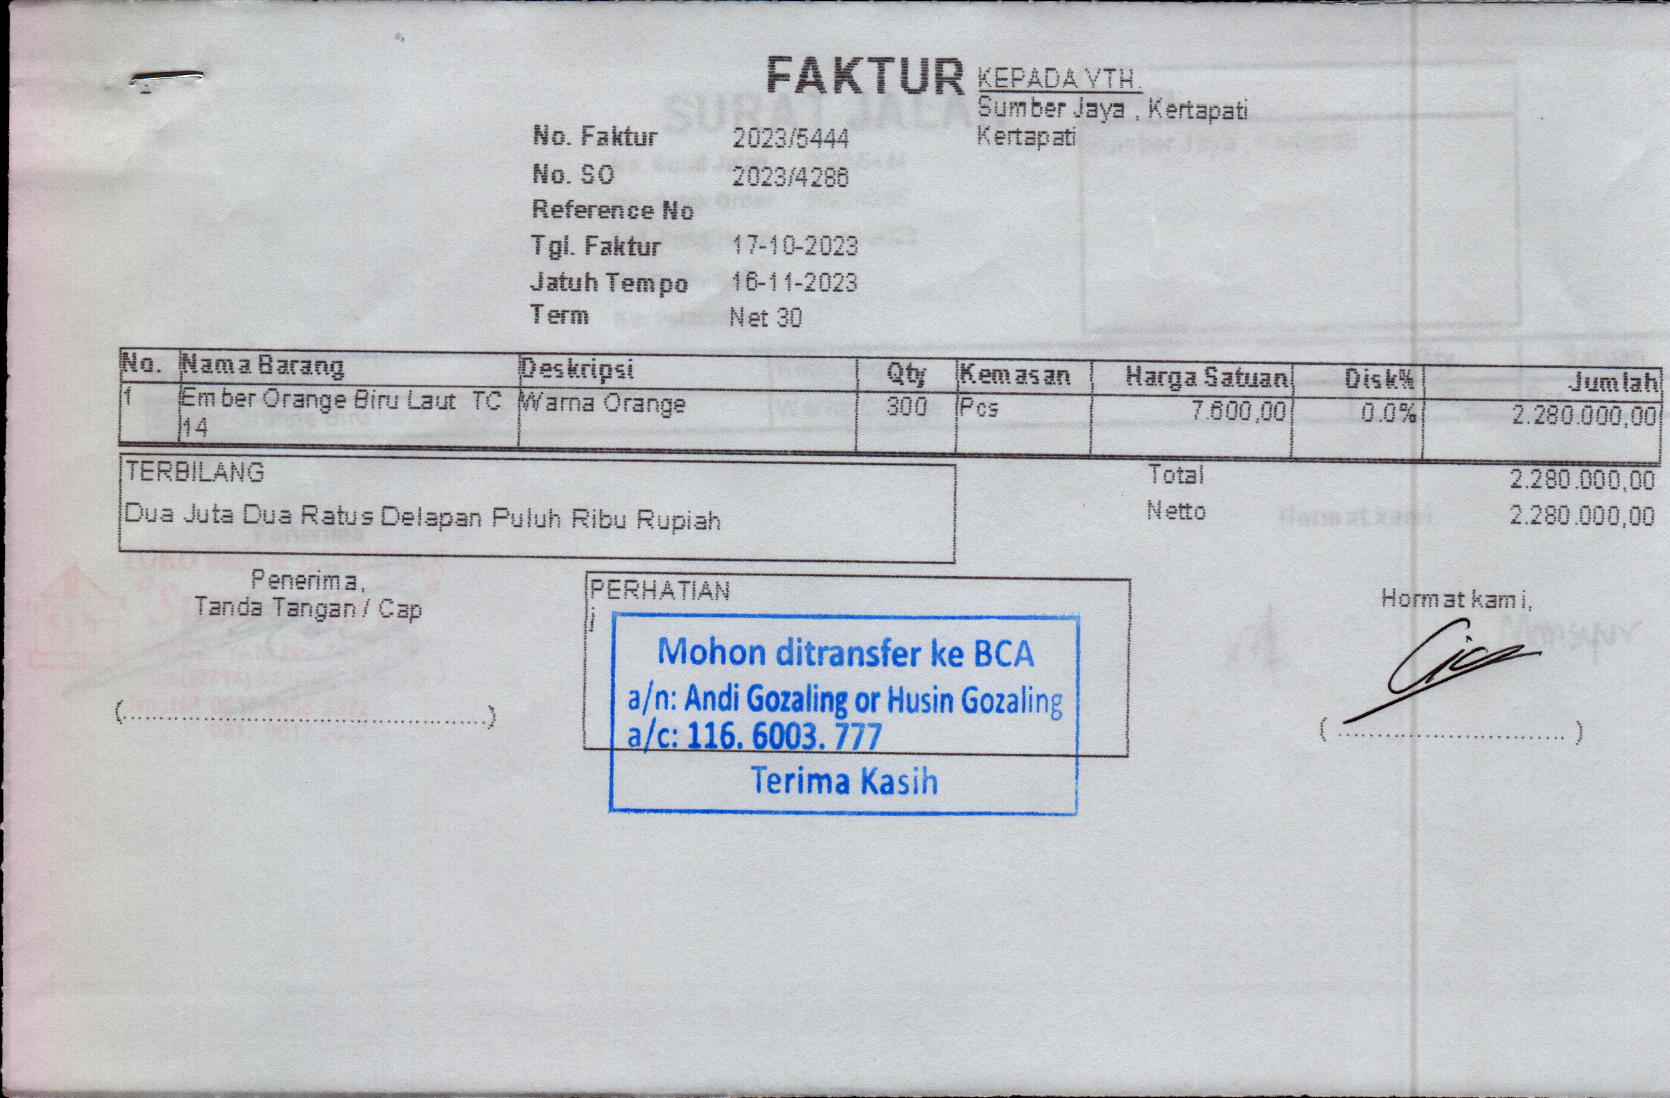 FAKTUR
KEPADA YTH.
Sumber Jaya , Kertapati
Kertapati
No. Faktur 2023/5444
No. SO 2023/4286
Reference No
Tgl. Faktur 17-10-2023
Jatuh Tempo 16-11-2023
Term Net 30
No. Nama Barang Deskripsi Qty Kemasan Harga Satuan Disk% Jumlah
1 Ember Orange Biru Laut TC Warna Orange 300 Pcs 7.600,00 0.0% 2.280.000,00
14
TERBILANG
Dua Juta Dua Ratus Delapan Puluh Ribu Rupiah
Total 2.280.000,00
Netto 2.280.000,00
Penerima,
Tanda Tangan / Cap
(................................................)
PERHATIAN
i
Mohon ditransfer ke BCA
a/n: Andi Gozaling or Husin Gozaling
a/c: 116. 6003. 777
Terima Kasih
Hormat kami,
( .............................. )
SURAT JALAN